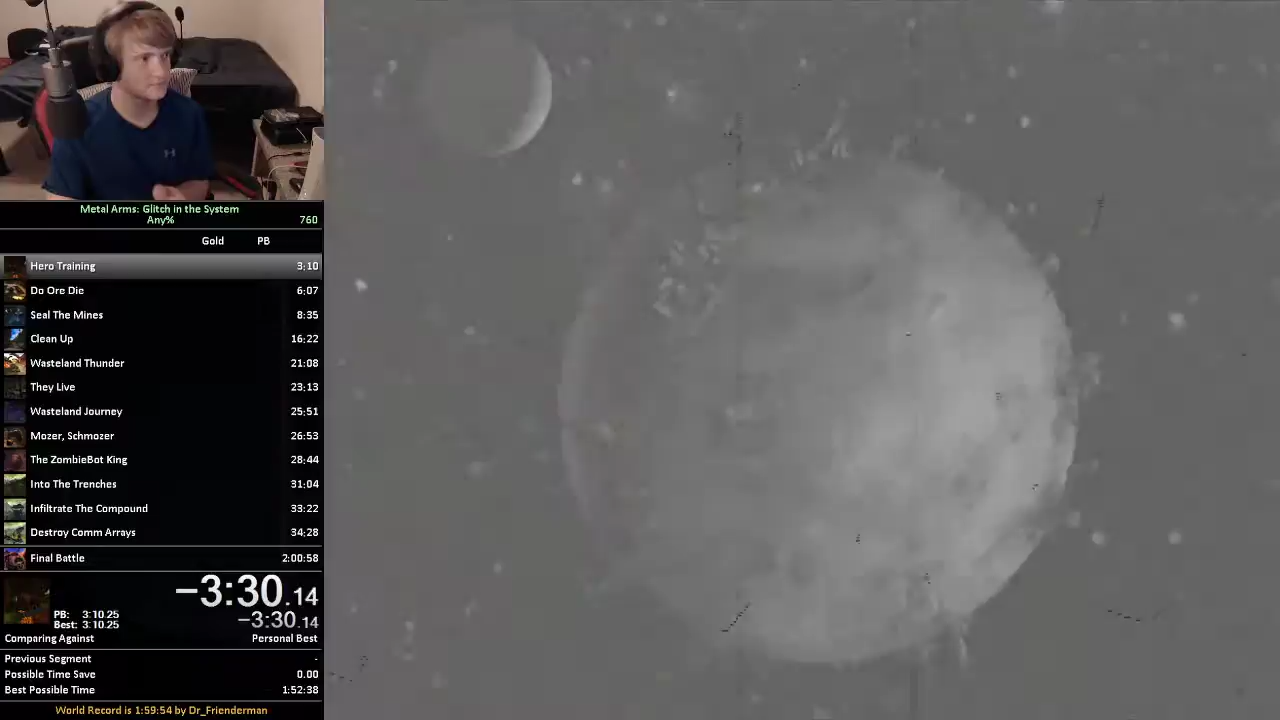 Metal Arms: Glitch in the System
Any% 760
Gold PB
Hero Training 3:10
Do Ore Die 6:07
Seal The Mines 8:35
Clean Up 16:22
Wasteland Thunder 21:08
They Live 23:13
Wasteland Journey 25:51
Mozer, Schmozer 26:53
The ZombieBot King 28:44
Into The Trenches 31:04
Infiltrate The Compound 33:22
Destroy Comm Arrays 34:28
Final Battle 2:00:58
−3:30.14
PB: 3:10.25
Best: 3:10.25 −3:30.14
Comparing Against Personal Best
Previous Segment -
Possible Time Save 0.00
Best Possible Time 1:52:38
World Record is 1:59:54 by Dr_Frienderman